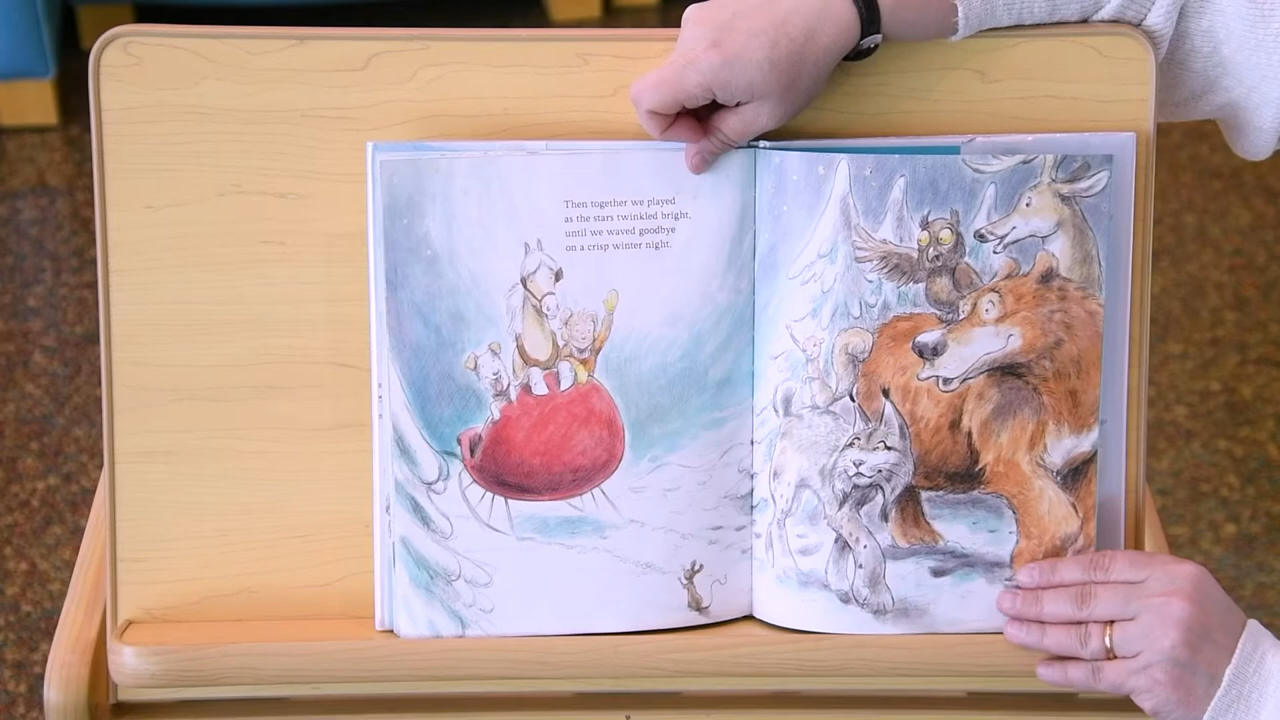 Then together we played
as the stars twinkled bright,
until we waved goodbye
on a crisp winter night.